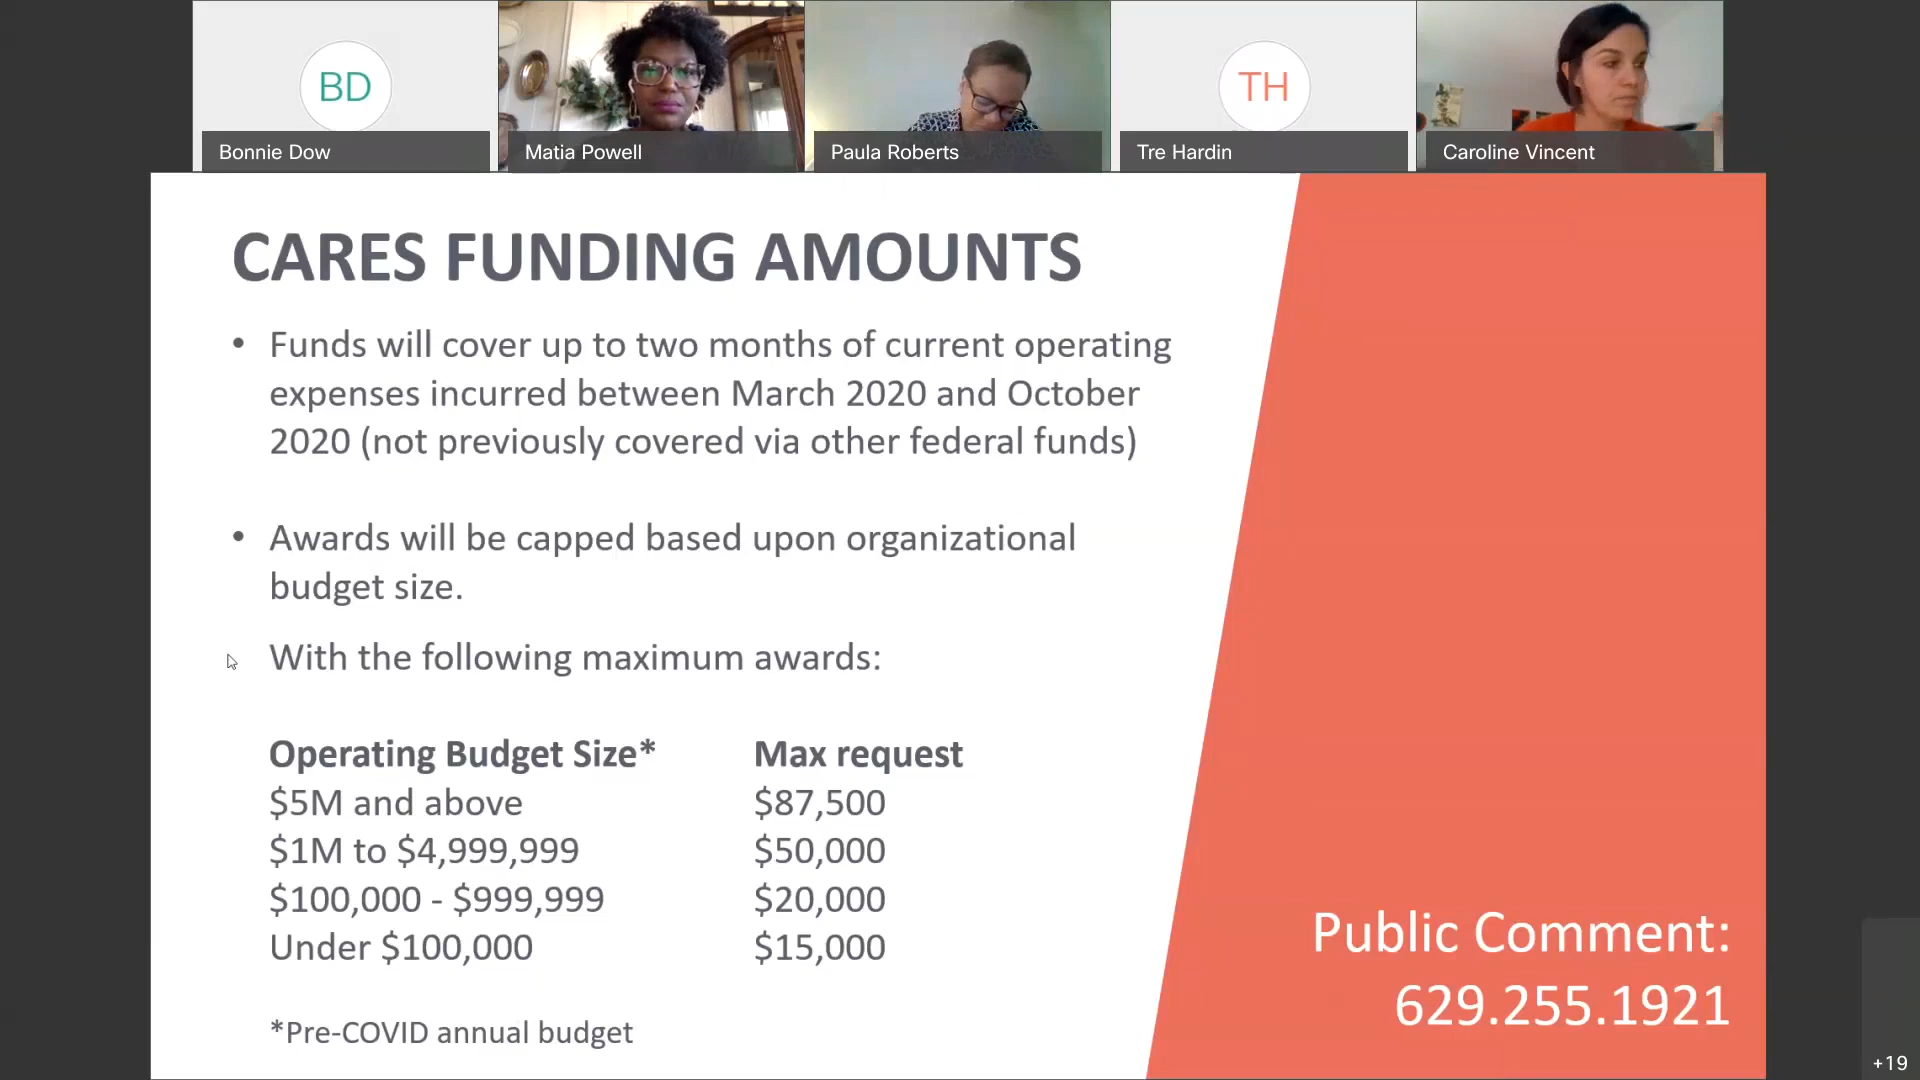 BD
TH
Bonnie Dow
Matia Powell
Paula Roberts
Tre Hardin
Caroline Vincent
CARES FUNDING AMOUNTS
• Funds will cover up to two months of current operating
expenses incurred between March 2020 and October
2020 (not previously covered via other federal funds)
• Awards will be capped based upon organizational
budget size.
With the following maximum awards:
Operating Budget Size* Max request
$5M and above $87,500
$1M to $4,999,999 $50,000
$100,000 - $999,999 $20,000
Under $100,000 $15,000
*Pre-COVID annual budget
Public Comment:
629.255.1921
+19